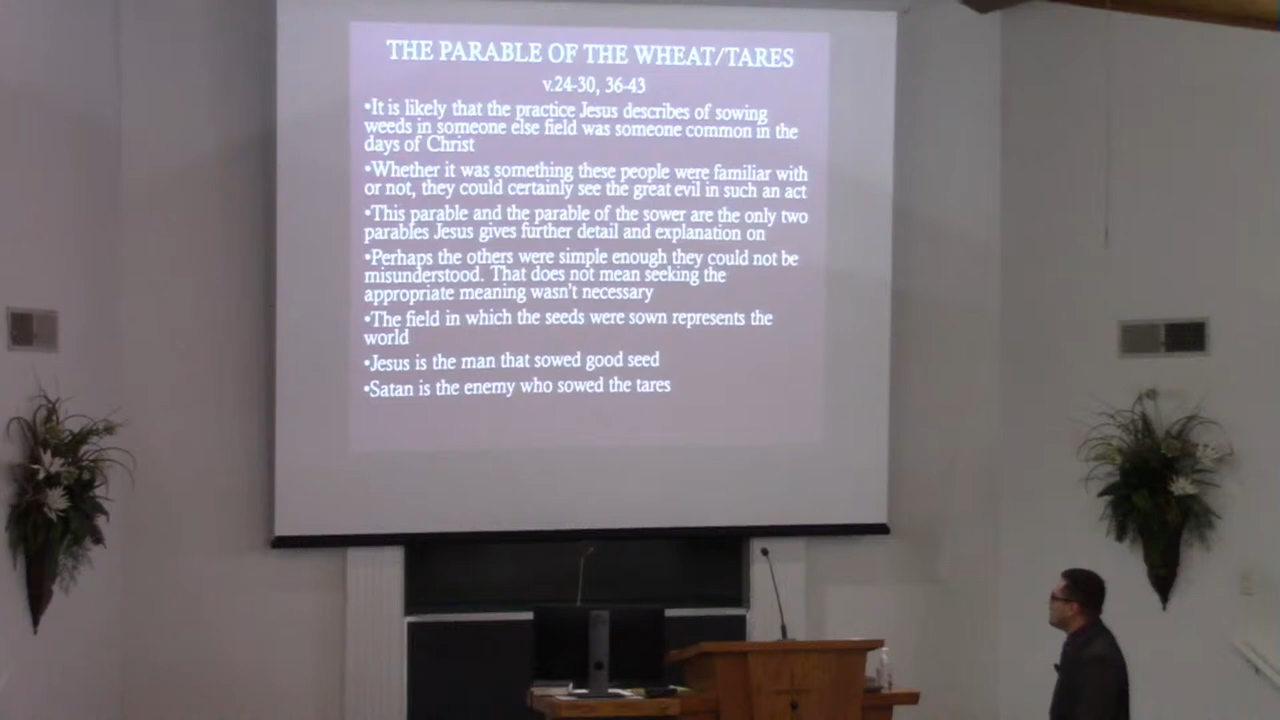 THE PARABLE OF THE WHEAT/TARES
v.24-30, 36-43
•It is likely that the practice Jesus describes of sowing
weeds in someone else field was someone common in the
days of Christ
•Whether it was something these people were familiar with
or not, they could certainly see the great evil in such an act
•This parable and the parable of the sower are the only two
parables Jesus gives further detail and explanation on
•Perhaps the others were simple enough they could not be
misunderstood. That does not mean seeking the
appropriate meaning wasn't necessary
•The field in which the seeds were sown represents the
world
•Jesus is the man that sowed good seed
•Satan is the enemy who sowed the tares